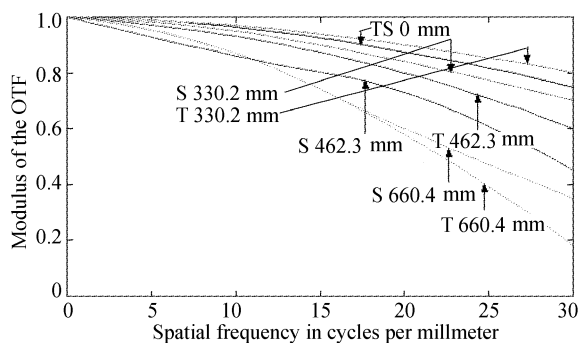 Modulus of the OTF
1.0
0.8
0.6
0.4
0.2
0
TS 0 mm
S 330.2 mm
T 330.2 mm
S 462.3 mm
T 462.3 mm
S 660.4 mm
T 660.4 mm
0 5 10 15 20 25 30
Spatial frequency in cycles per millmeter